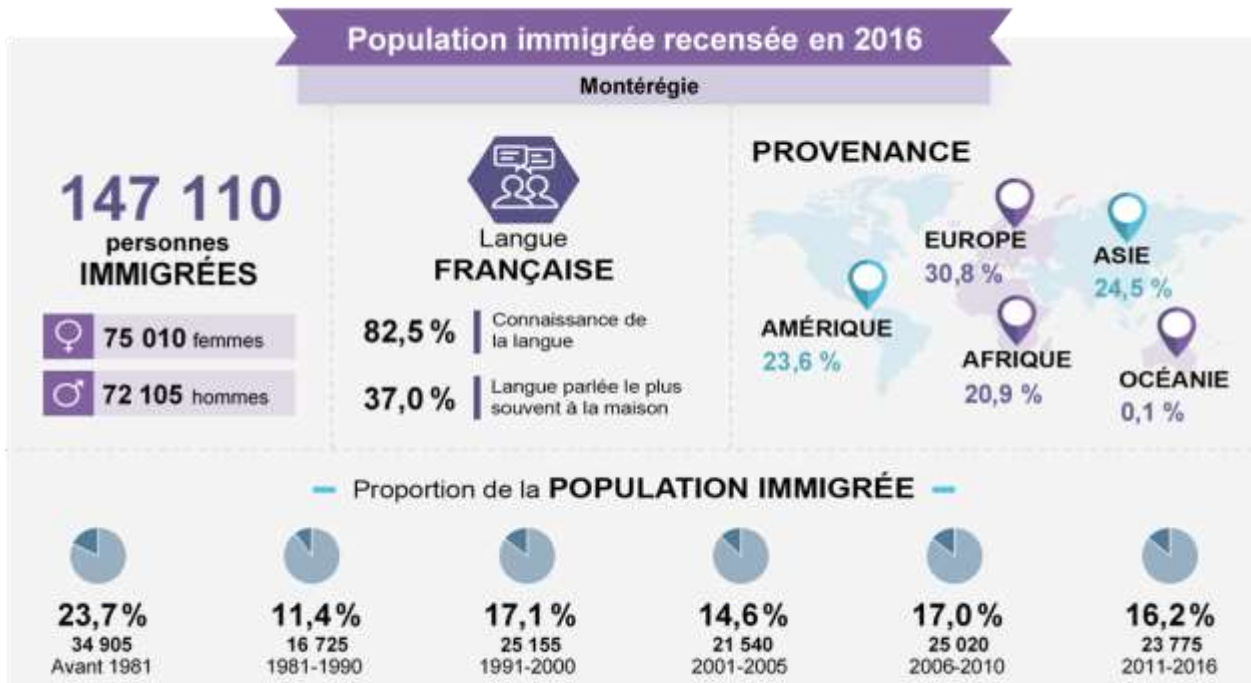 Population immigrée recensée en 2016
Montérégie
147 110
personnes
IMMIGRÉES
75 010 femmes
72 105 hommes
Langue
FRANÇAISE
82,5 %
Connaissance de
la langue
37,0 %
Langue parlée le plus
souvent à la maison
PROVENANCE
EUROPE
30,8 %
ASIE
24,5 %
AMÉRIQUE
23,6 %
AFRIQUE
20,9 %
OCÉANIE
0,1 %
Proportion de la POPULATION IMMIGRÉE
23,7%
34 905
Avant 1981
11,4%
16 725
1981-1990
17,1%
25 155
1991-2000
14,6%
21 540
2001-2005
17,0%
25 020
2006-2010
16,2%
23 775
2011-2016